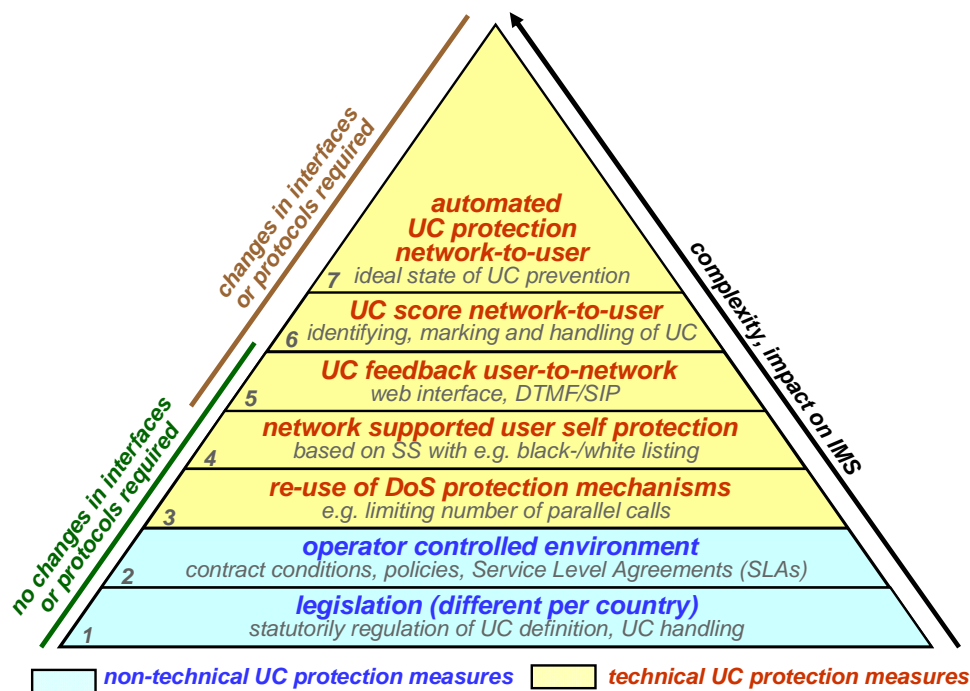 automated
UC protection
network-to-user
7 ideal state of UC prevention
UC score network-to-user
6 identifying, marking and handling of UC
UC feedback user-to-network
5 web interface, DTMF/SIP
network supported user self protection
4 based on SS with e.g. black-/white listing
re-use of DoS protection mechanisms
3 e.g. limiting number of parallel calls
operator controlled environment
2 contract conditions, policies, Service Level Agreements (SLAs)
legislation (different per country)
1 statutorily regulation of UC definition, UC handling
changes in interfaces
or protocols required
no changes in interfaces
or protocols required
complexity, impact on IMS
non-technical UC protection measures
technical UC protection measures